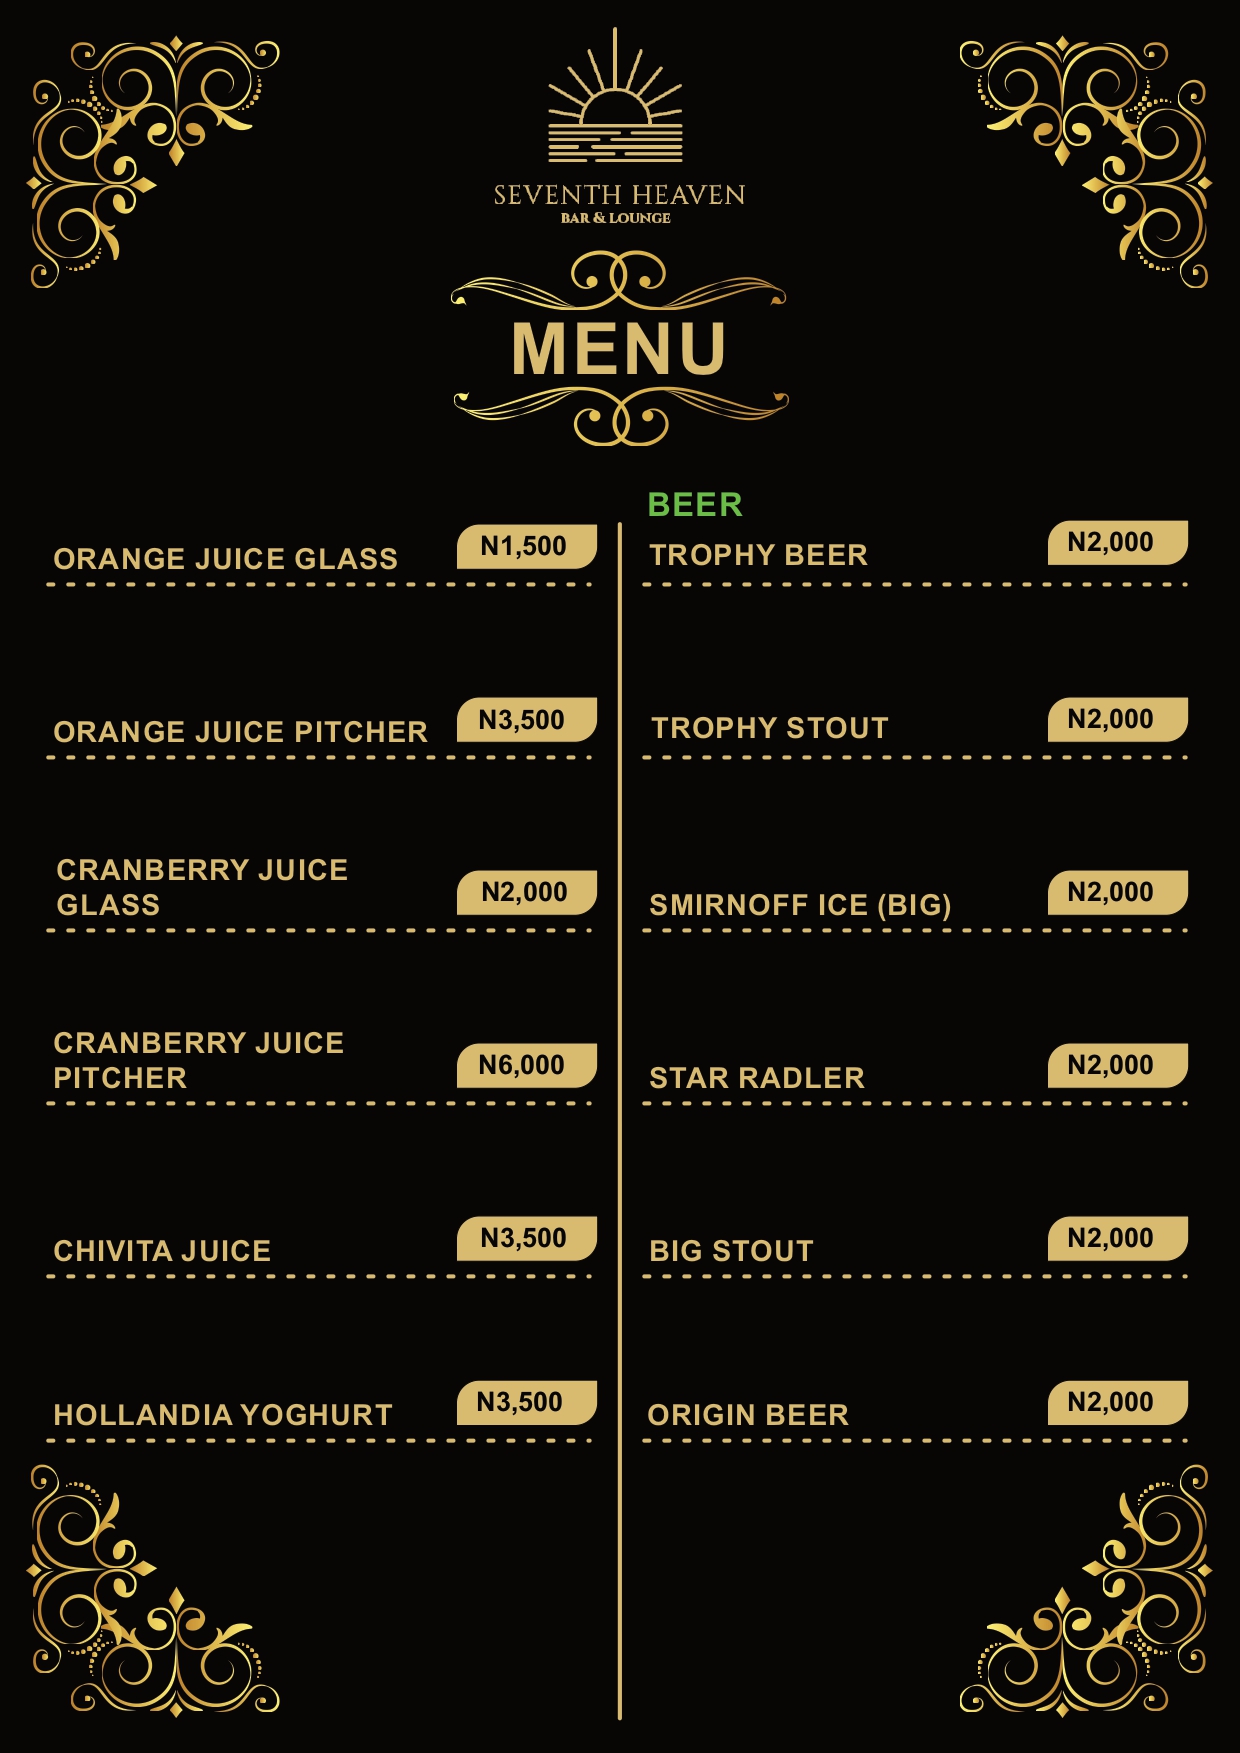 SEVENTH HEAVEN
BAR & LOUNGE
MENU
ORANGE JUICE GLASS N1,500
ORANGE JUICE PITCHER N3,500
CRANBERRY JUICE
GLASS N2,000
CRANBERRY JUICE
PITCHER N6,000
CHIVITA JUICE N3,500
HOLLANDIA YOGHURT N3,500
BEER
TROPHY BEER N2,000
TROPHY STOUT N2,000
SMIRNOFF ICE (BIG) N2,000
STAR RADLER N2,000
BIG STOUT N2,000
ORIGIN BEER N2,000